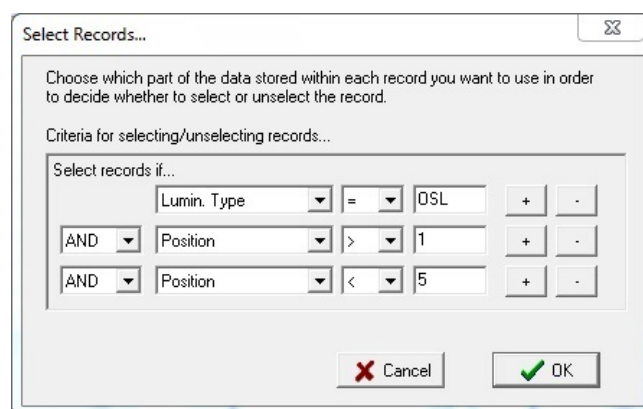 Select Records...
Choose which part of the data stored within each record you want to use in order
to decide whether to select or unselect the record.
Criteria for selecting/unselecting records...
Select records if...
Lumin. Type = OSL + -
AND Position > 1 + -
AND Position < 5 + -
Cancel OK